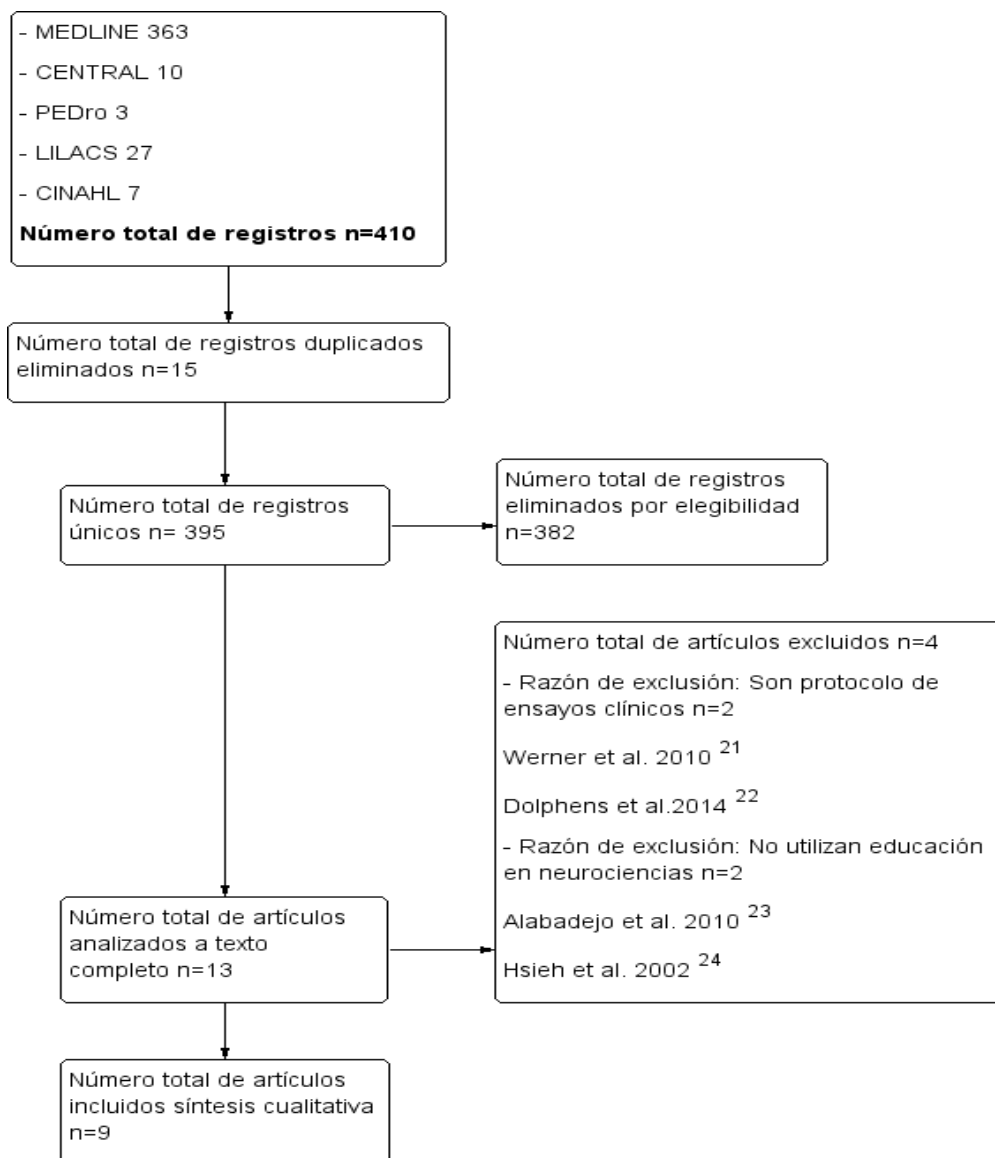 - MEDLINE 363
- CENTRAL 10
- PEDro 3
- LILACS 27
- CINAHL 7
Número total de registros n=410
Número total de registros duplicados
eliminados n=15
Número total de registros
únicos n= 395
Número total de registros
eliminados por elegibilidad
n=382
Número total de artículos excluidos n=4
- Razón de exclusión: Son protocolo de
ensayos clínicos n=2
Werner et al. 2010 21
Dolphens et al.2014 22
- Razón de exclusión: No utilizan educación
en neurociencias n=2
Alabadejo et al. 2010 23
Hsieh et al. 2002 24
Número total de artículos
analizados a texto
completo n=13
Número total de artículos
incluidos síntesis cualitativa
n=9